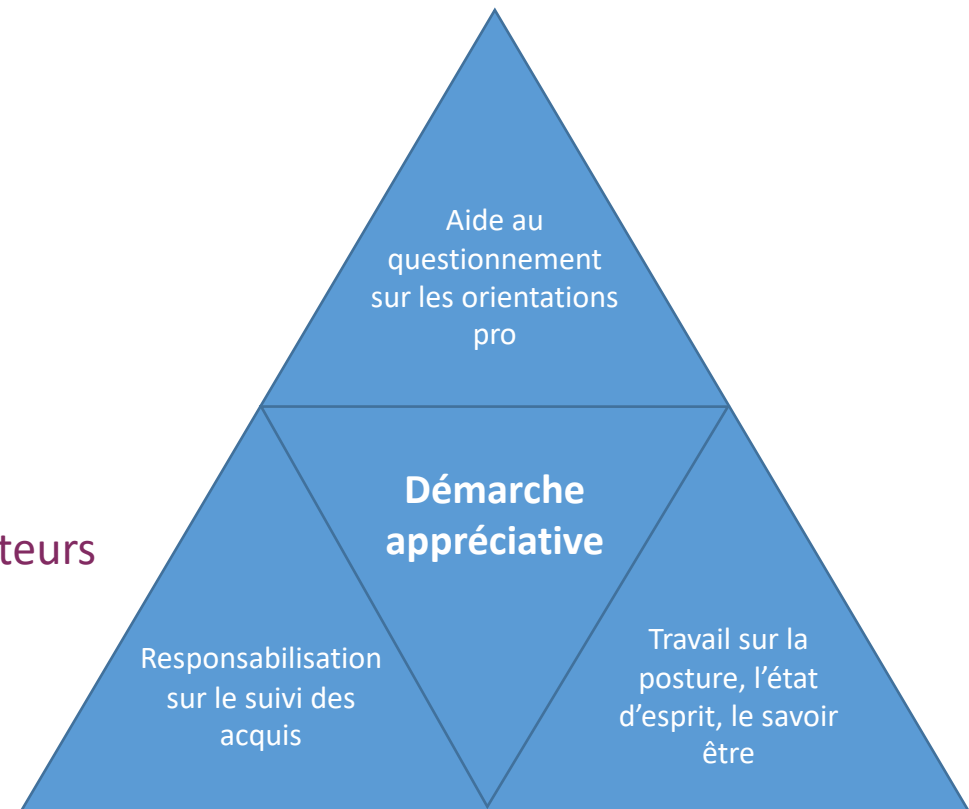 Aide au
questionnement
sur les orientations
pro
Démarche
appréciative
teurs
Responsabilisation
sur le suivi des
acquis
Travail sur la
posture, l’état
d’esprit, le savoir
être